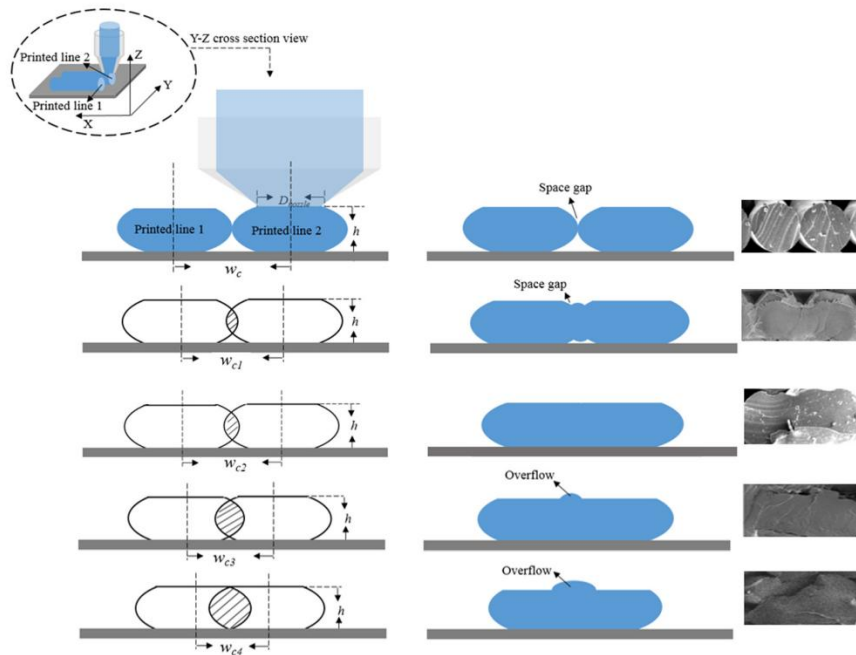 Y-Z cross section view
Printed line 2
Z
Y
Printed line 1
X
D_nozzle
Space gap
Printed line 1
Printed line 2
h
w_c
Space gap
h
w_c1
h
w_c2
Overflow
h
w_c3
Overflow
h
w_c4